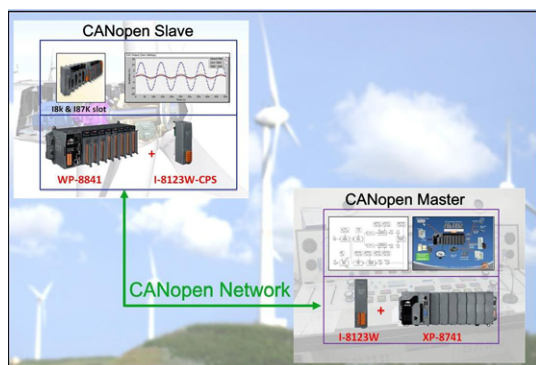 CANopen Slave
I8k & I87K slot
WP-8841
+
I-8123W-CPS
CANopen Network
CANopen Master
I-8123W
+
XP-8741